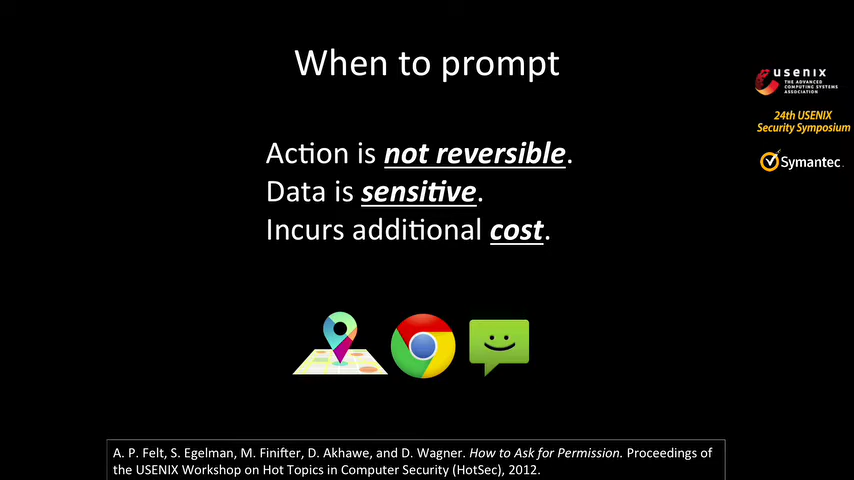 When to prompt
Action is not reversible.
Data is sensitive.
Incurs additional cost.
usenix
THE ADVANCED
COMPUTING SYSTEMS
ASSOCIATION
24th USENIX
Security Symposium
Symantec.
A. P. Felt, S. Egelman, M. Finifter, D. Akhawe, and D. Wagner. How to Ask for Permission. Proceedings of
the USENIX Workshop on Hot Topics in Computer Security (HotSec), 2012.